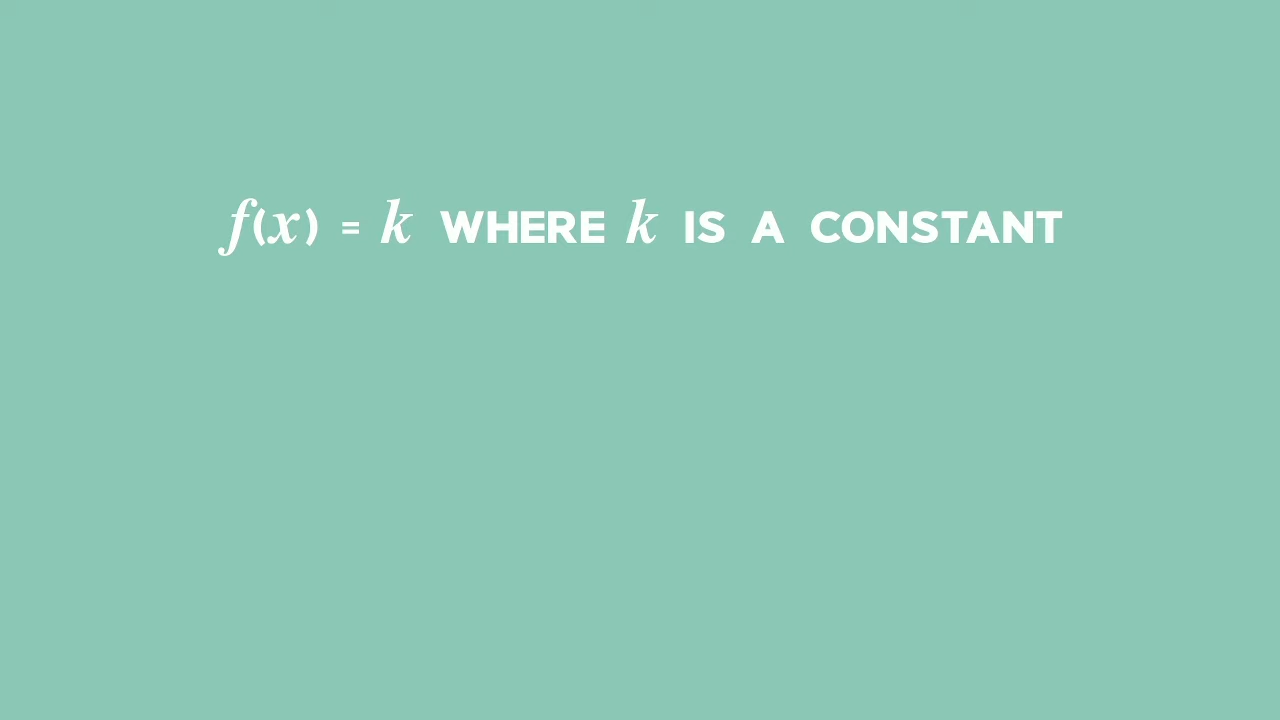 f(x) = k WHERE k IS A CONSTANT